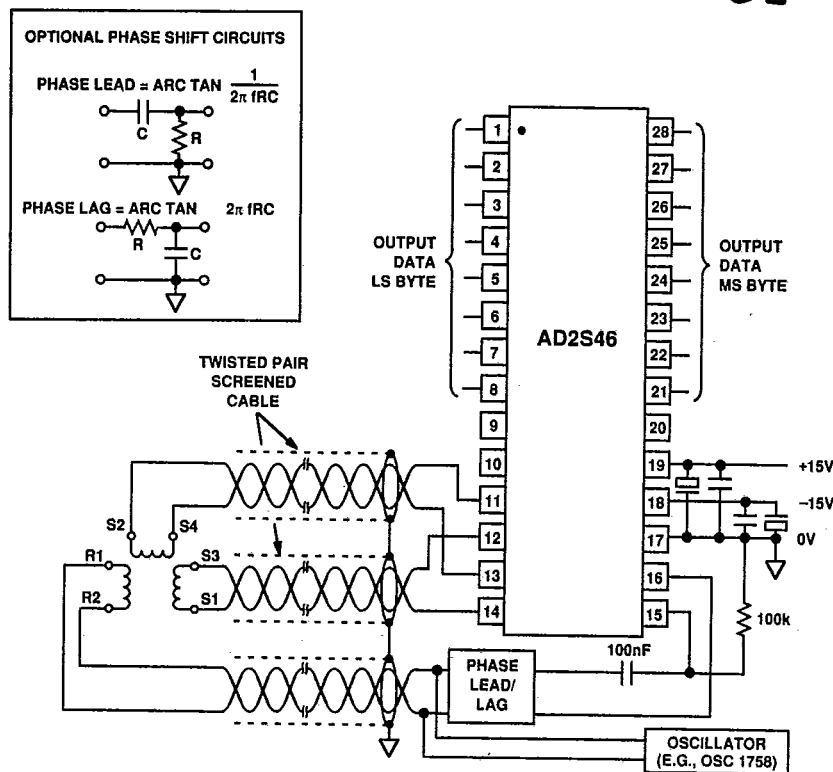 OPTIONAL PHASE SHIFT CIRCUITS
PHASE LEAD = ARC TAN 1
2π fRC
C
R
PHASE LAG = ARC TAN 2π fRC
R
C
OUTPUT
DATA
LS BYTE
1
2
3
4
5
6
7
8
9
10
11
12
13
14
AD2S46
28
27
26
25
24
23
22
21
20
19
18
17
16
15
OUTPUT
DATA
MS BYTE
+15V
–15V
0V
100k
100nF
TWISTED PAIR
SCREENED
CABLE
S2
S4
R1
R2
S3
S1
PHASE
LEAD/
LAG
OSCILLATOR
(E.G., OSC 1758)